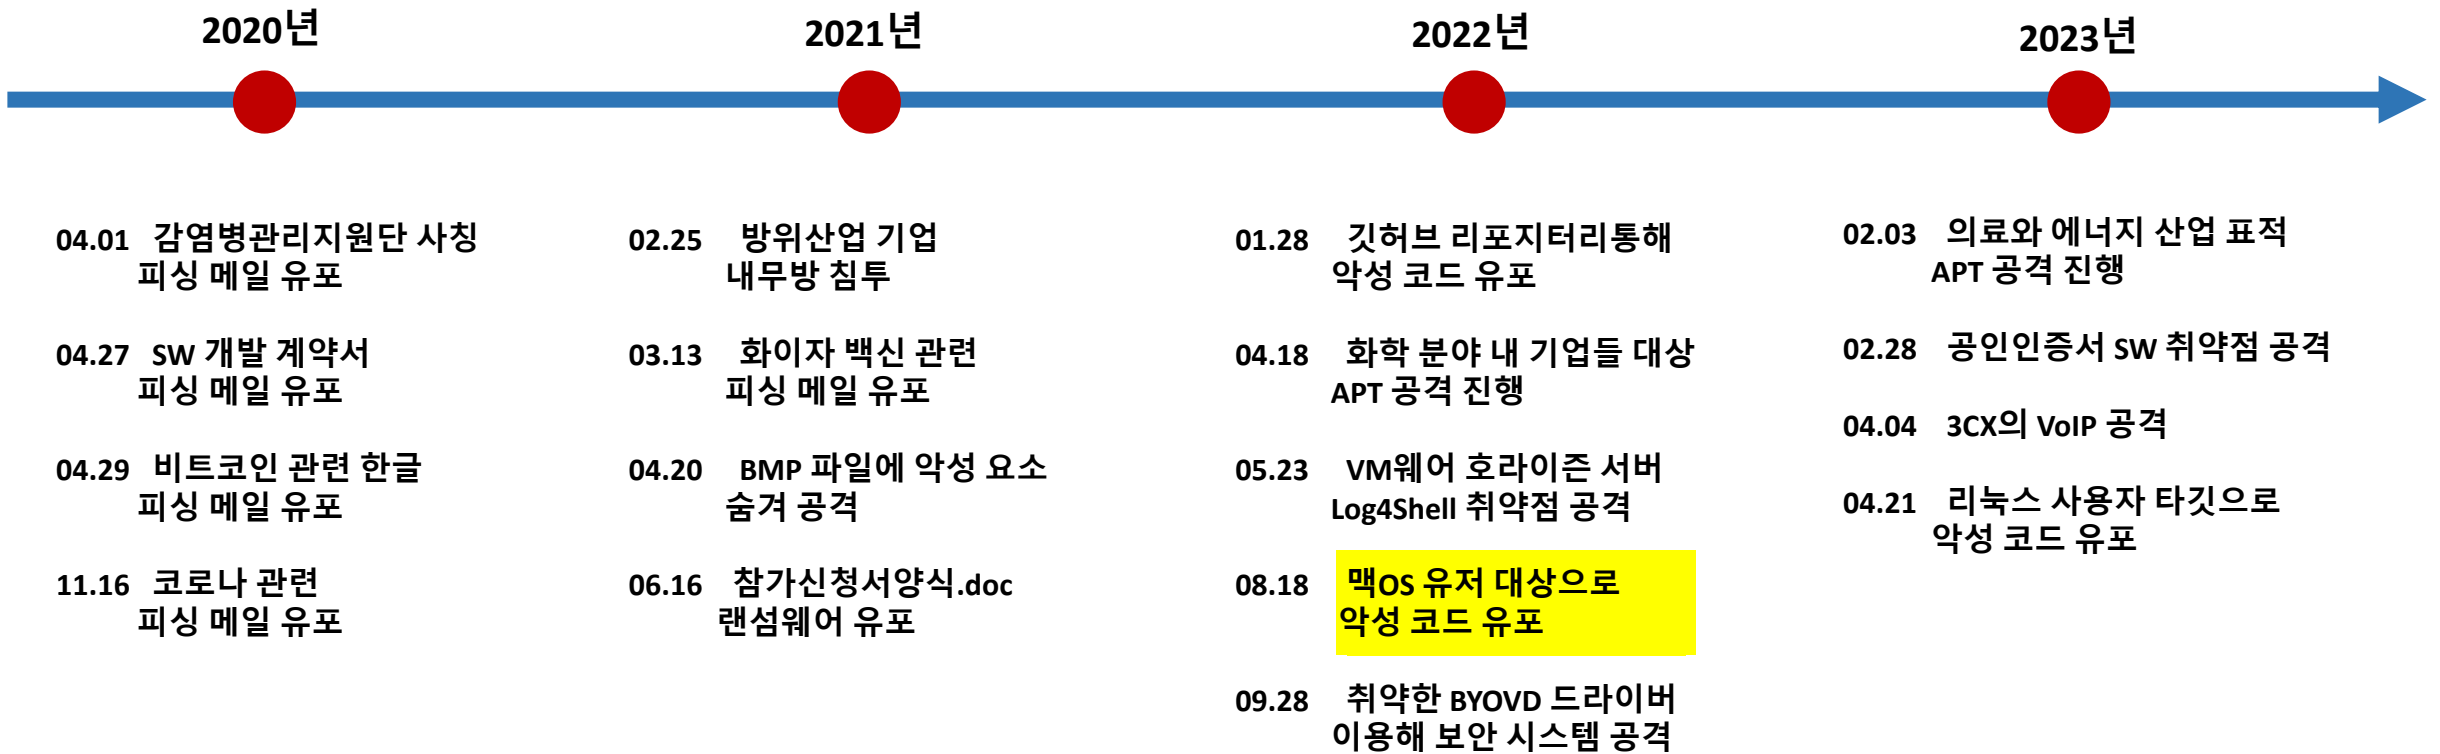 2020년
2021년
2022년
2023년
04.01 감염병관리지원단 사칭
피싱 메일 유포
04.27 SW 개발 계약서
피싱 메일 유포
04.29 비트코인 관련 한글
피싱 메일 유포
11.16 코로나 관련
피싱 메일 유포
02.25 방위산업 기업
내무방 침투
03.13 화이자 백신 관련
피싱 메일 유포
04.20 BMP 파일에 악성 요소
숨겨 공격
06.16 참가신청서양식.doc
랜섬웨어 유포
01.28 깃허브 리포지터리통해
악성 코드 유포
04.18 화학 분야 내 기업들 대상
APT 공격 진행
05.23 VM웨어 호라이즌 서버
Log4Shell 취약점 공격
08.18 맥OS 유저 대상으로
악성 코드 유포
09.28 취약한 BYOVD 드라이버
이용해 보안 시스템 공격
02.03 의료와 에너지 산업 표적
APT 공격 진행
02.28 공인인증서 SW 취약점 공격
04.04 3CX의 VoIP 공격
04.21 리눅스 사용자 타깃으로
악성 코드 유포